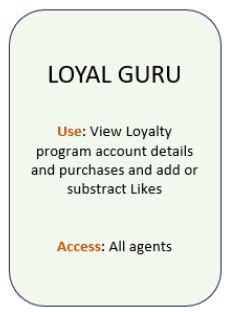 LOYAL GURU
Use: View Loyalty
program account details
and purchases and add or
substract Likes
Access: All agents